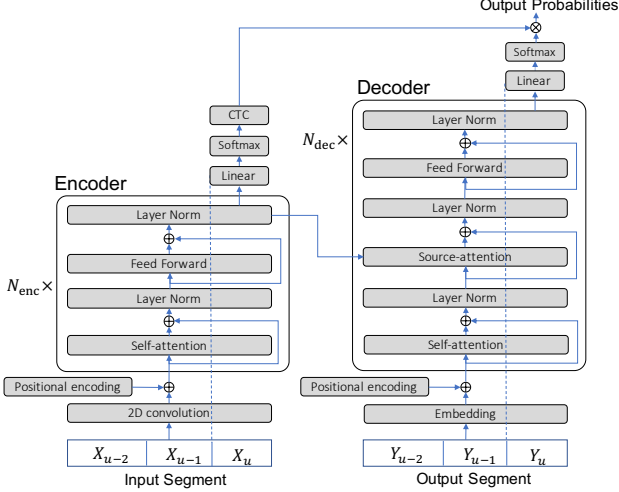 Output Probabilities
⊗
Softmax
Linear
Decoder
Layer Norm
⊕
N_dec ×
Feed Forward
Layer Norm
⊕
Source-attention
Layer Norm
⊕
Self-attention
Positional encoding
⊕
Embedding
Y_{u-2} Y_{u-1} Y_u
Output Segment
CTC
Softmax
Linear
Encoder
Layer Norm
⊕
Feed Forward
N_enc ×
Layer Norm
⊕
Self-attention
Positional encoding
⊕
2D convolution
X_{u-2} X_{u-1} X_u
Input Segment